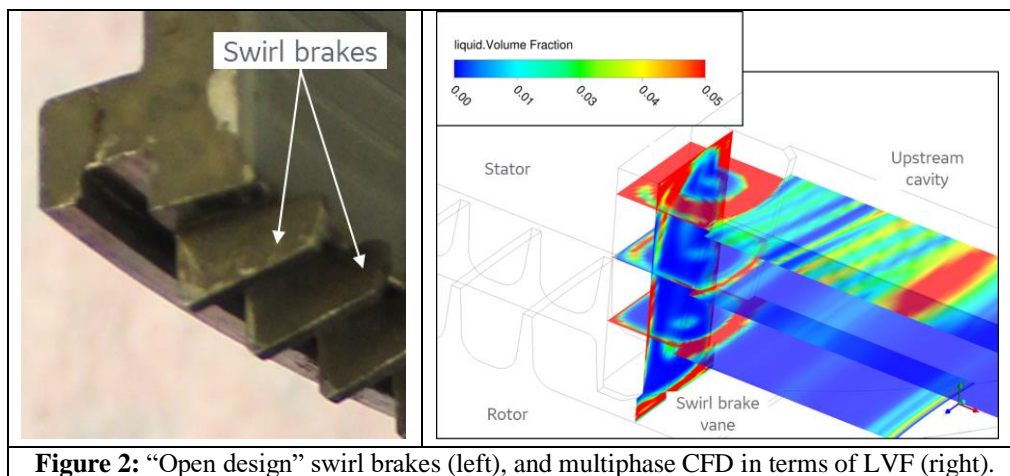 Swirl brakes
liquid.Volume Fraction
0.00
0.01
0.03
0.04
0.05
Stator
Upstream
cavity
Rotor
Swirl brake
vane
Figure 2: “Open design” swirl brakes (left), and multiphase CFD in terms of LVF (right).